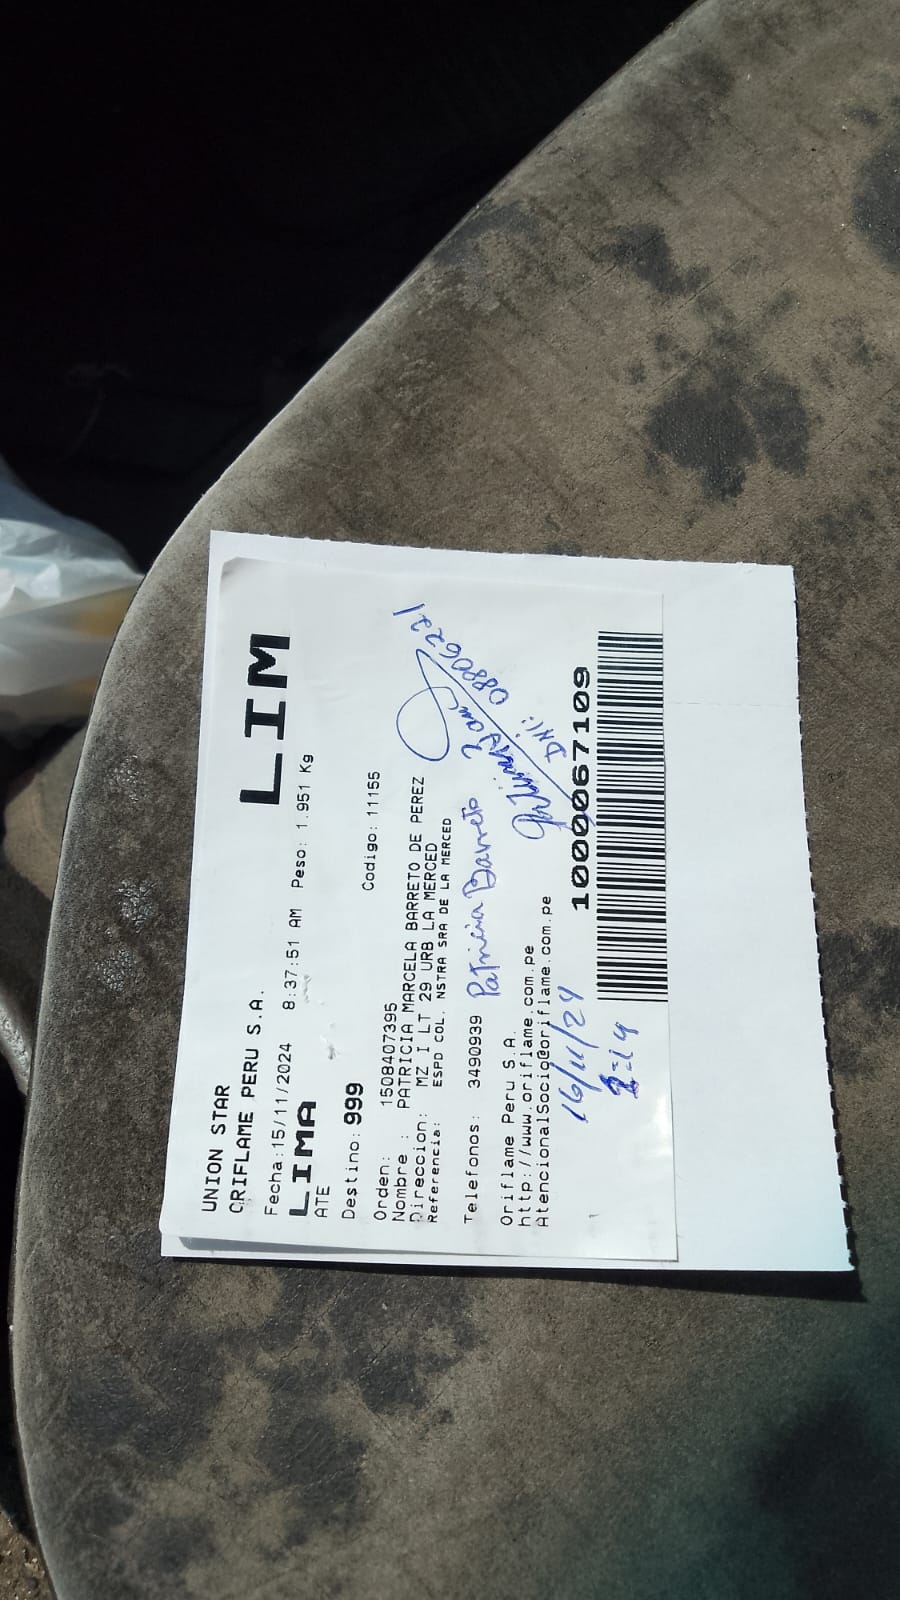 UNION STAR
ORIFLAME PERU S.A.
LIM
Fecha:15/11/2024 8:37:51 AM Peso: 1.951 Kg
LIMA
ATE
Destino: 999
Codigo: 11155
Orden: 1508407395
Nombre : PATRICIA MARCELA BARRETO DE PEREZ
Direccion: MZ I LT 29 URB LA MERCED
Referencia: ESPD COL. NSTRA SRA DE LA MERCED
Telefonos: 3490939
Patricia Barreto
DNI: 08806221
Oriflame Peru S.A.
http://www.oriflame.com.pe
AtencionalSocio@oriflame.com.pe
16/11/24
1000067109